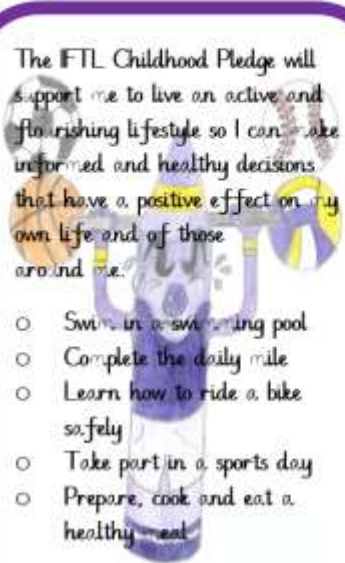 The IFTL Childhood Pledge will
support me to live an active and
flourishing lifestyle so I can make
informed and healthy decisions
that have a positive effect on my
own life and of those
around me.
Swim in a swimming pool
Complete the daily mile
Learn how to ride a bike
safely
Take part in a sports day
Prepare, cook and eat a
healthy meal